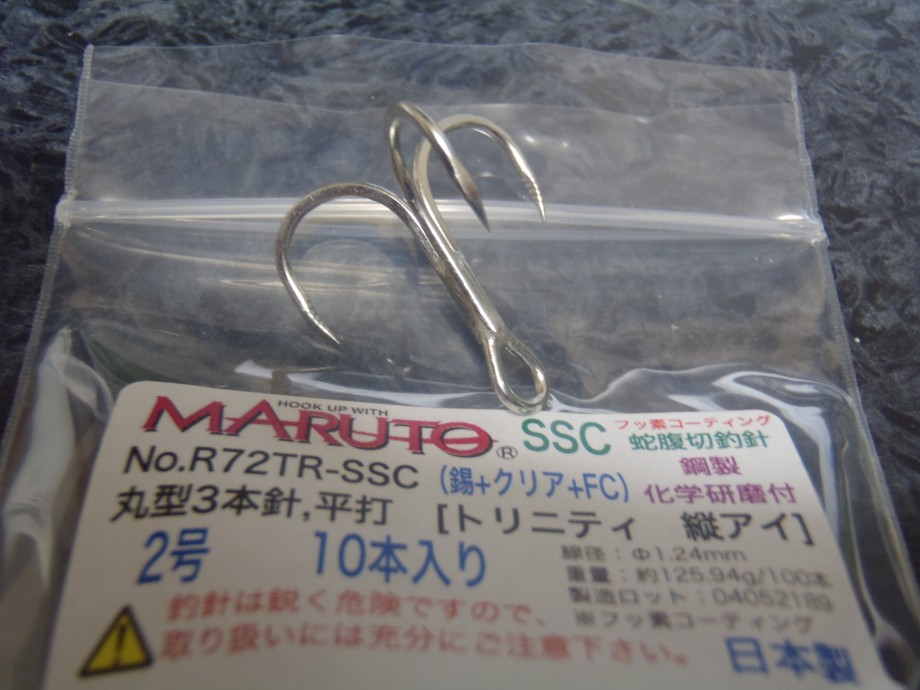 HOOK UP WITH
MARUTO® SSC フッ素コーティング
蛇腹切釣針
鋼製
No.R72TR-SSC (錫+クリア+FC) 化学研磨付
丸型3本針,平打 [トリニティ 縦アイ]
2号 10本入り
線径：Φ1.24mm
重量：約125.94g/100本
製造ロット：04052189
※フッ素コーティング
釣針は鋭く危険ですので、
取り扱いには充分にご注意下さい。
日本製